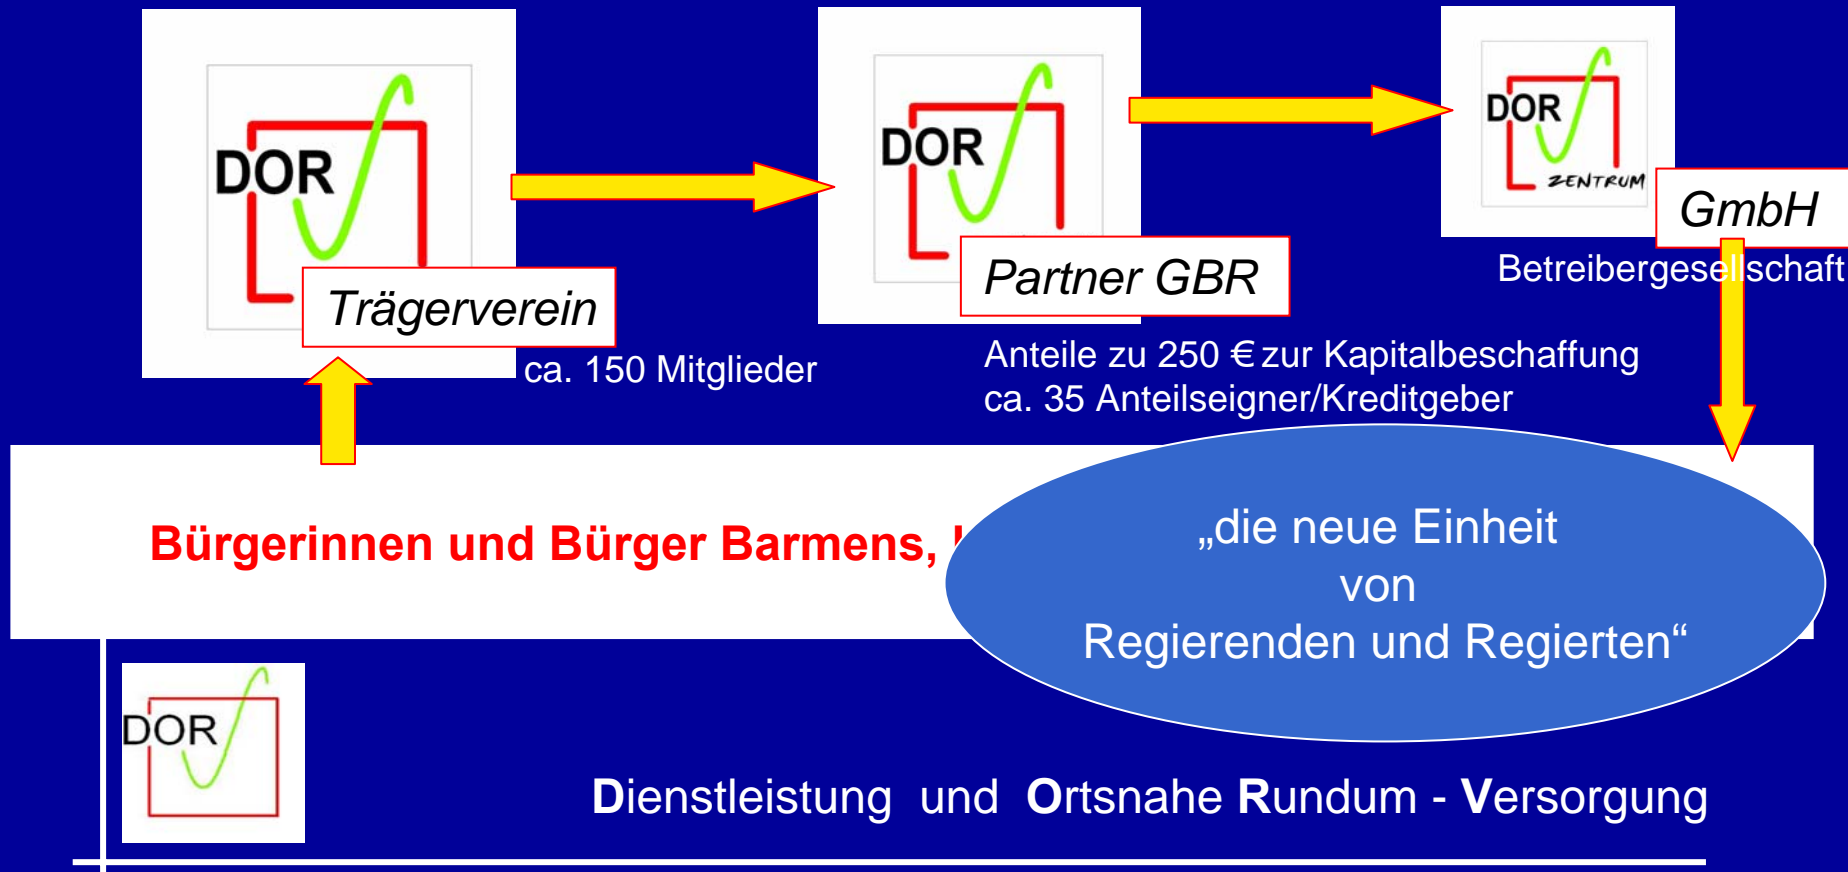 DOR
Trägerverein
ca. 150 Mitglieder
DOR
Partner GBR
Anteile zu 250 € zur Kapitalbeschaffung
ca. 35 Anteilseigner/Kreditgeber
DOR
ZENTRUM
GmbH
Betreibergesellschaft
Bürgerinnen und Bürger Barmens,
„die neue Einheit
von
Regierenden und Regierten“
DOR
Dienstleistung und Ortsnahe Rundum - Versorgung